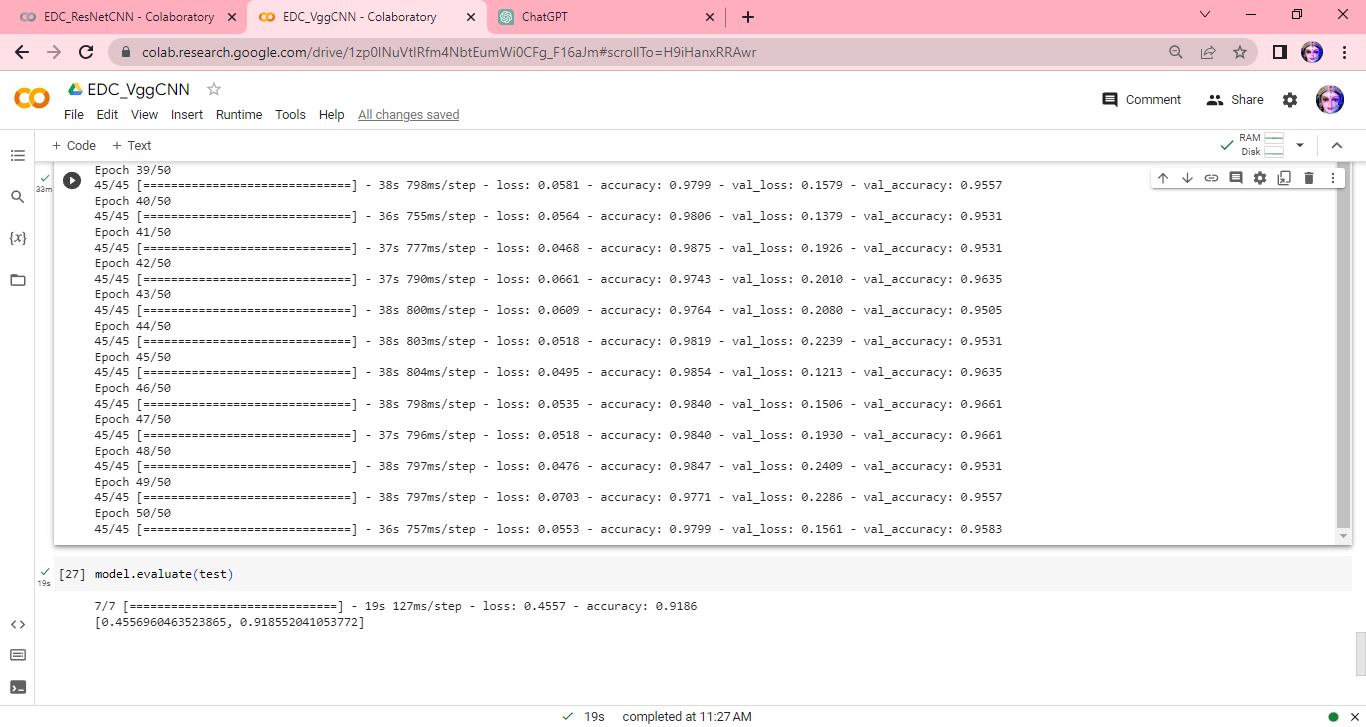 EDC_ResNetCNN - Colaboratory
EDC_VggCNN - Colaboratory
ChatGPT
colab.research.google.com/drive/1zp0INuVtIRfm4NbtEumWi0CFg_F16aJm#scrollTo=H9iHanxRRAwr
EDC_VggCNN
Comment
Share
File Edit View Insert Runtime Tools Help All changes saved
+ Code + Text
RAM
Disk
33m
Epoch 39/50
45/45 [==============================] - 38s 798ms/step - loss: 0.0581 - accuracy: 0.9799 - val_loss: 0.1579 - val_accuracy: 0.9557
Epoch 40/50
45/45 [==============================] - 36s 755ms/step - loss: 0.0564 - accuracy: 0.9806 - val_loss: 0.1379 - val_accuracy: 0.9531
Epoch 41/50
45/45 [==============================] - 37s 777ms/step - loss: 0.0468 - accuracy: 0.9875 - val_loss: 0.1926 - val_accuracy: 0.9531
Epoch 42/50
45/45 [==============================] - 37s 790ms/step - loss: 0.0661 - accuracy: 0.9743 - val_loss: 0.2010 - val_accuracy: 0.9635
Epoch 43/50
45/45 [==============================] - 38s 800ms/step - loss: 0.0609 - accuracy: 0.9764 - val_loss: 0.2080 - val_accuracy: 0.9505
Epoch 44/50
45/45 [==============================] - 38s 803ms/step - loss: 0.0518 - accuracy: 0.9819 - val_loss: 0.2239 - val_accuracy: 0.9531
Epoch 45/50
45/45 [==============================] - 38s 804ms/step - loss: 0.0495 - accuracy: 0.9854 - val_loss: 0.1213 - val_accuracy: 0.9635
Epoch 46/50
45/45 [==============================] - 38s 798ms/step - loss: 0.0535 - accuracy: 0.9840 - val_loss: 0.1506 - val_accuracy: 0.9661
Epoch 47/50
45/45 [==============================] - 37s 796ms/step - loss: 0.0518 - accuracy: 0.9840 - val_loss: 0.1930 - val_accuracy: 0.9661
Epoch 48/50
45/45 [==============================] - 38s 797ms/step - loss: 0.0476 - accuracy: 0.9847 - val_loss: 0.2409 - val_accuracy: 0.9531
Epoch 49/50
45/45 [==============================] - 38s 797ms/step - loss: 0.0703 - accuracy: 0.9771 - val_loss: 0.2286 - val_accuracy: 0.9557
Epoch 50/50
45/45 [==============================] - 36s 757ms/step - loss: 0.0553 - accuracy: 0.9799 - val_loss: 0.1561 - val_accuracy: 0.9583
19s
[27] model.evaluate(test)
7/7 [==============================] - 19s 127ms/step - loss: 0.4557 - accuracy: 0.9186
[0.4556960463523865, 0.918552041053772]
19s completed at 11:27 AM